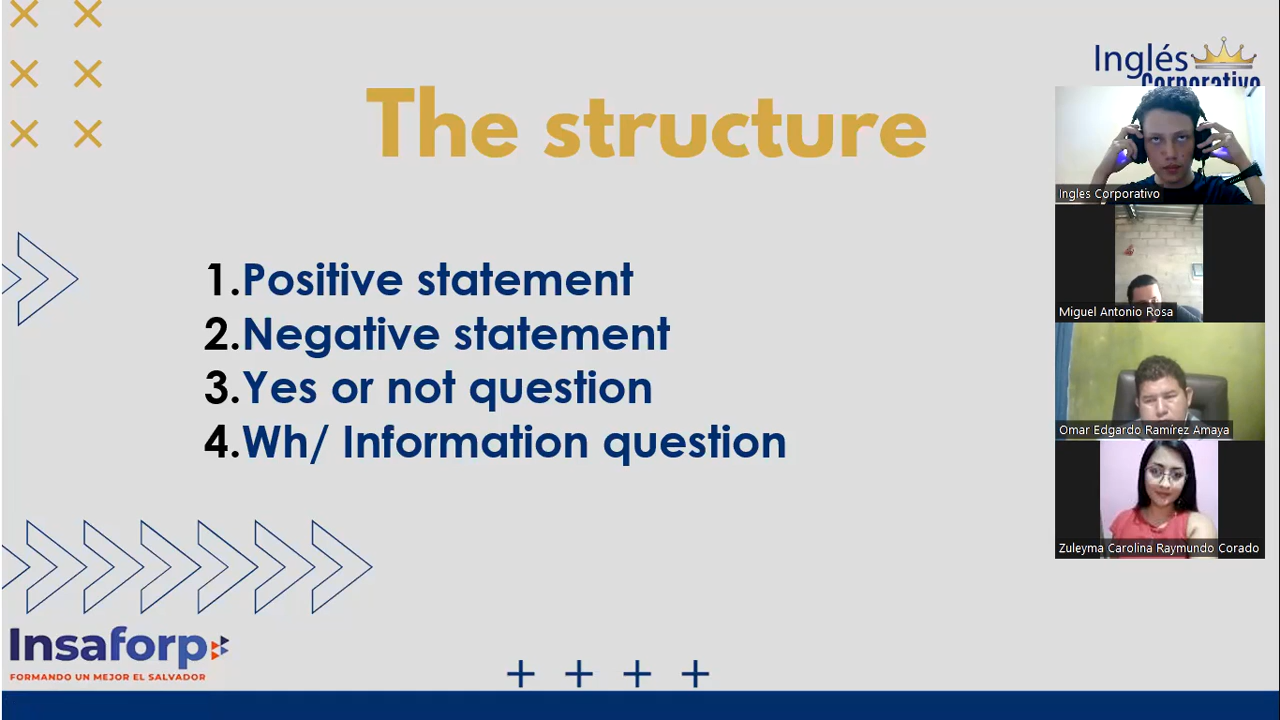 Inglés
Corporativo
The structure
1.Positive statement
2.Negative statement
3.Yes or not question
4.Wh/ Information question
Ingles Corporativo
Miguel Antonio Rosa
Omar Edgardo Ramírez Amaya
Zuleyma Carolina Raymundo Corado
Insaforp
FORMANDO UN MEJOR EL SALVADOR